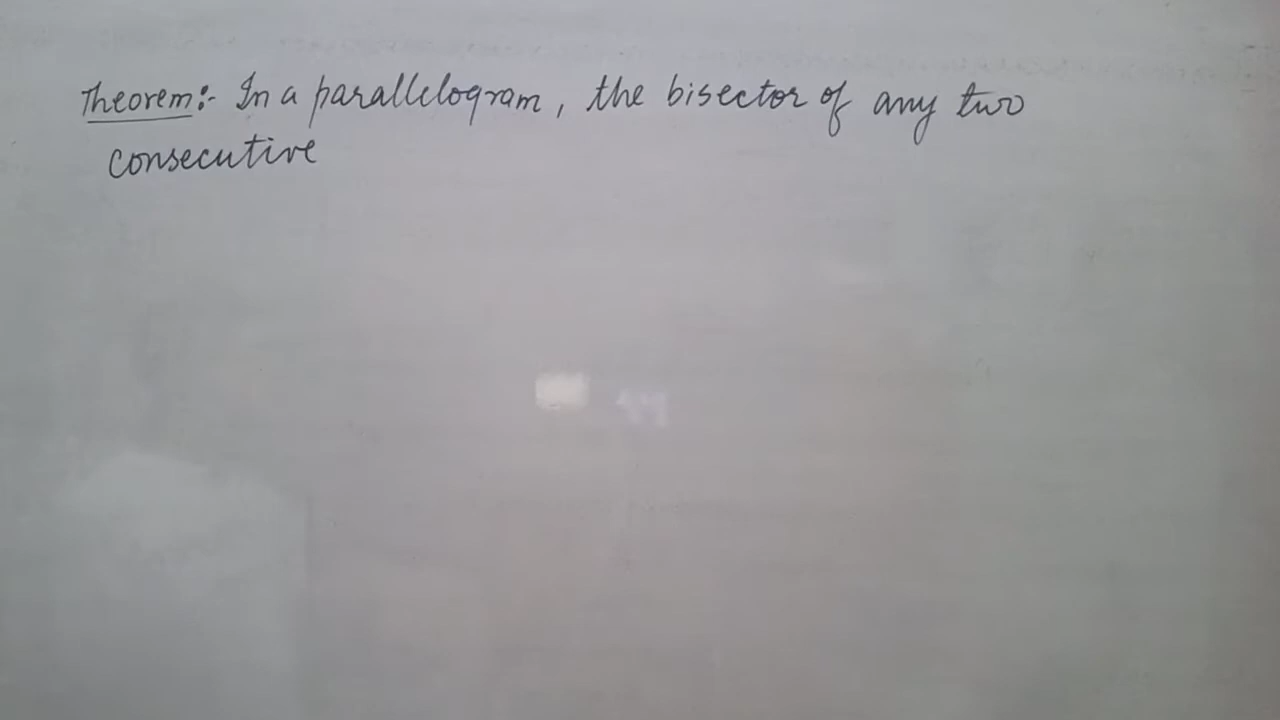 Theorem:- In a parallelogram, the bisector of any two
consecutive